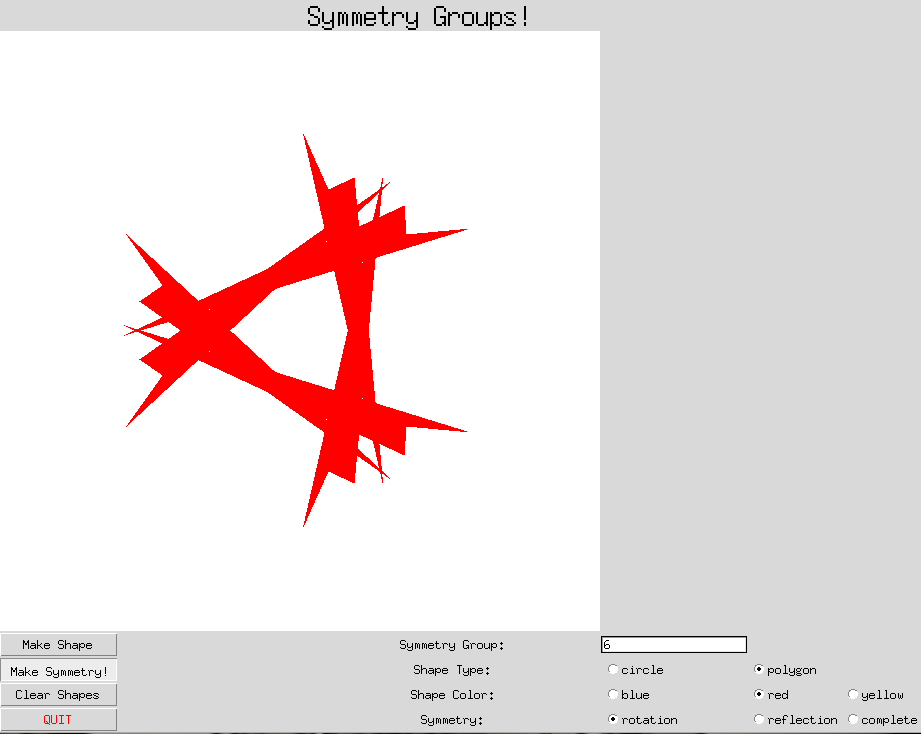 Symmetry Groups!
Make Shape Symmetry Group: 6
Make Symmetry! Shape Type: circle polygon
Clear Shapes Shape Color: blue red yellow
QUIT Symmetry: rotation reflection complete